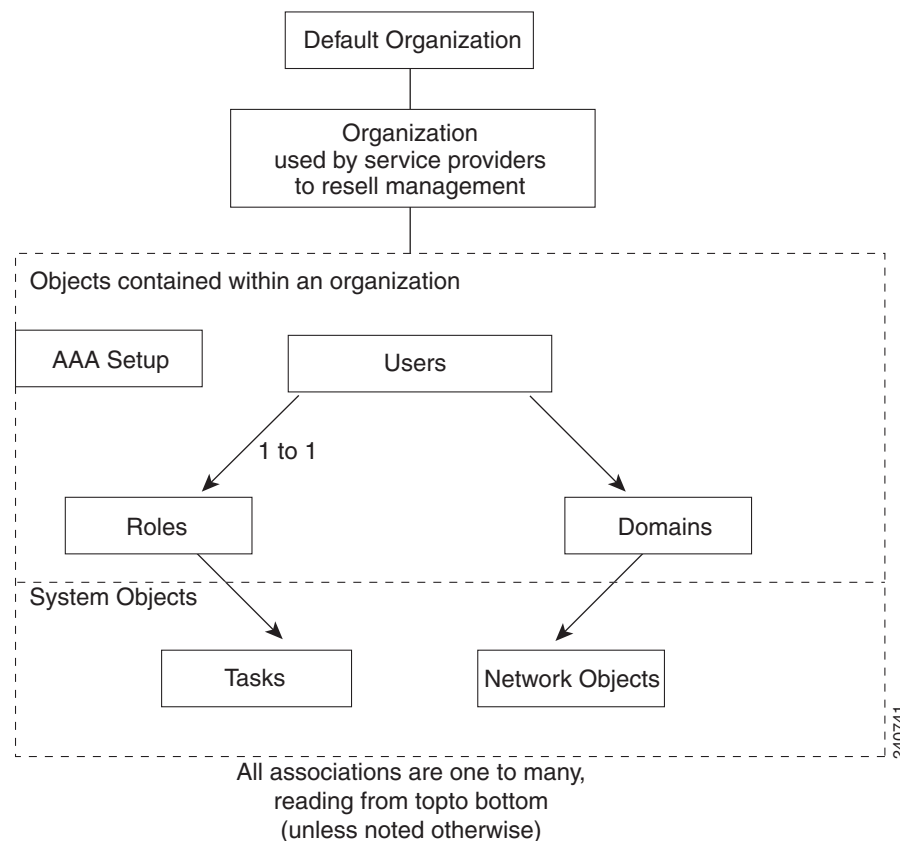 Default Organization
Organization
used by service providers
to resell management
Objects contained within an organization
AAA Setup
Users
1 to 1
Roles
Domains
System Objects
Tasks
Network Objects
240741
All associations are one to many,
reading from topto bottom
(unless noted otherwise)